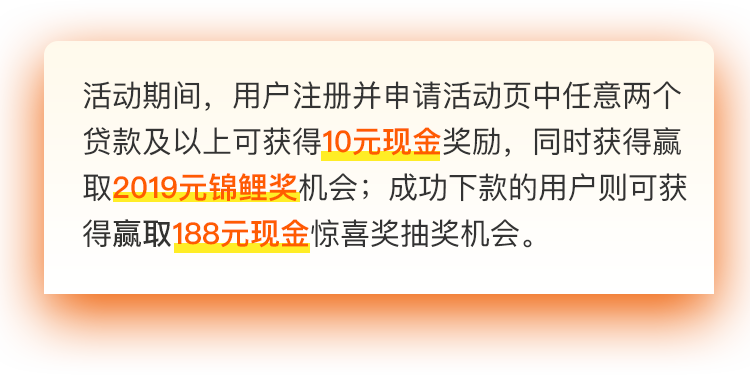 活动期间，用户注册并申请活动页中任意两个
贷款及以上可获得10元现金奖励，同时获得赢
取2019元锦鲤奖机会；成功下款的用户则可获
得赢取188元现金惊喜奖抽奖机会。